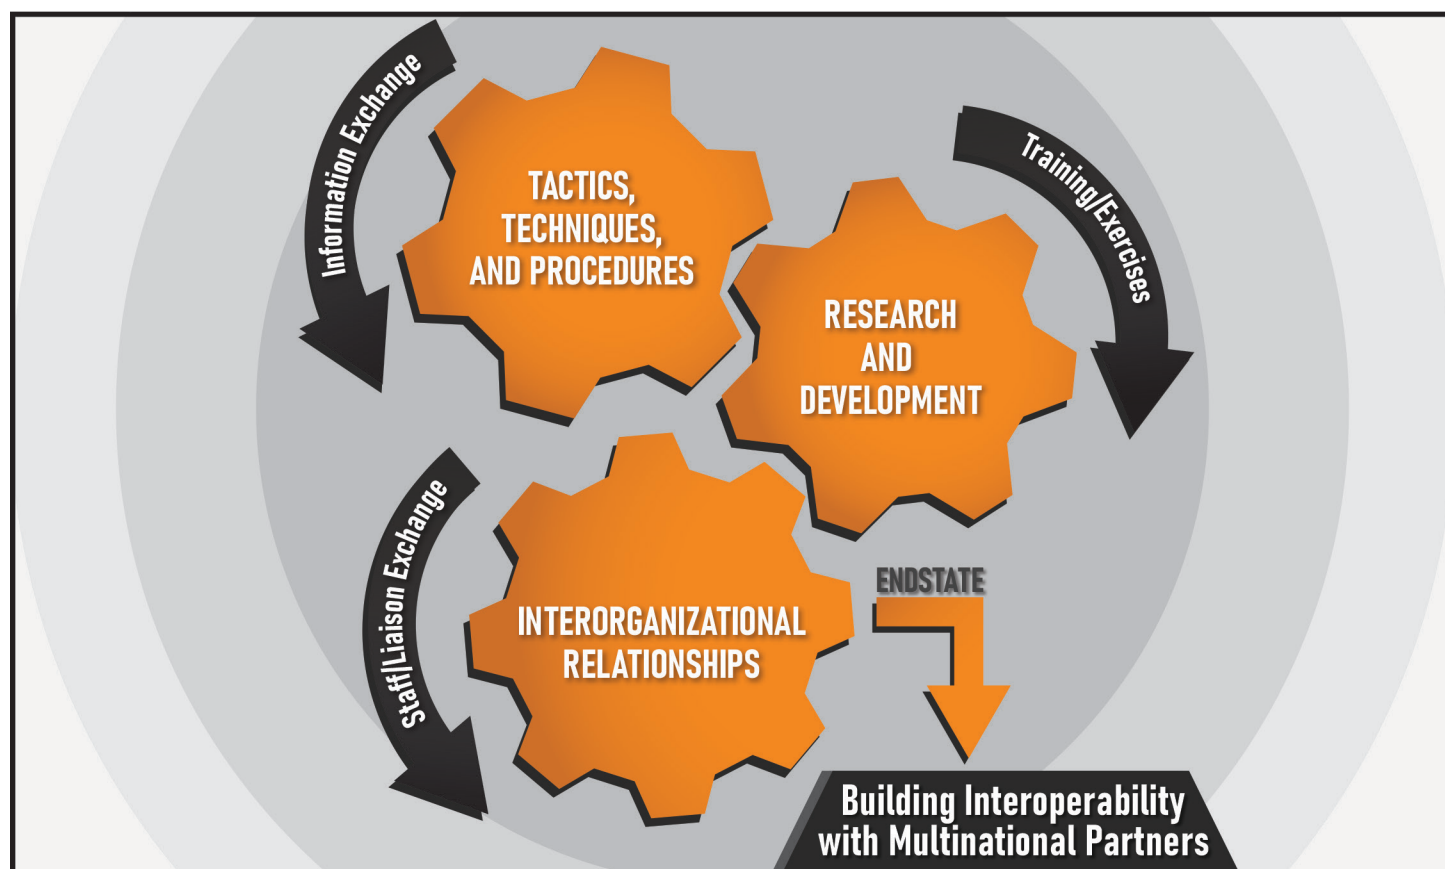 Information Exchange
TACTICS,
TECHNIQUES,
AND PROCEDURES
Training/Exercises
RESEARCH
AND
DEVELOPMENT
Staff/Liaison Exchange
INTERORGANIZATIONAL
RELATIONSHIPS
ENDSTATE
Building Interoperability
with Multinational Partners